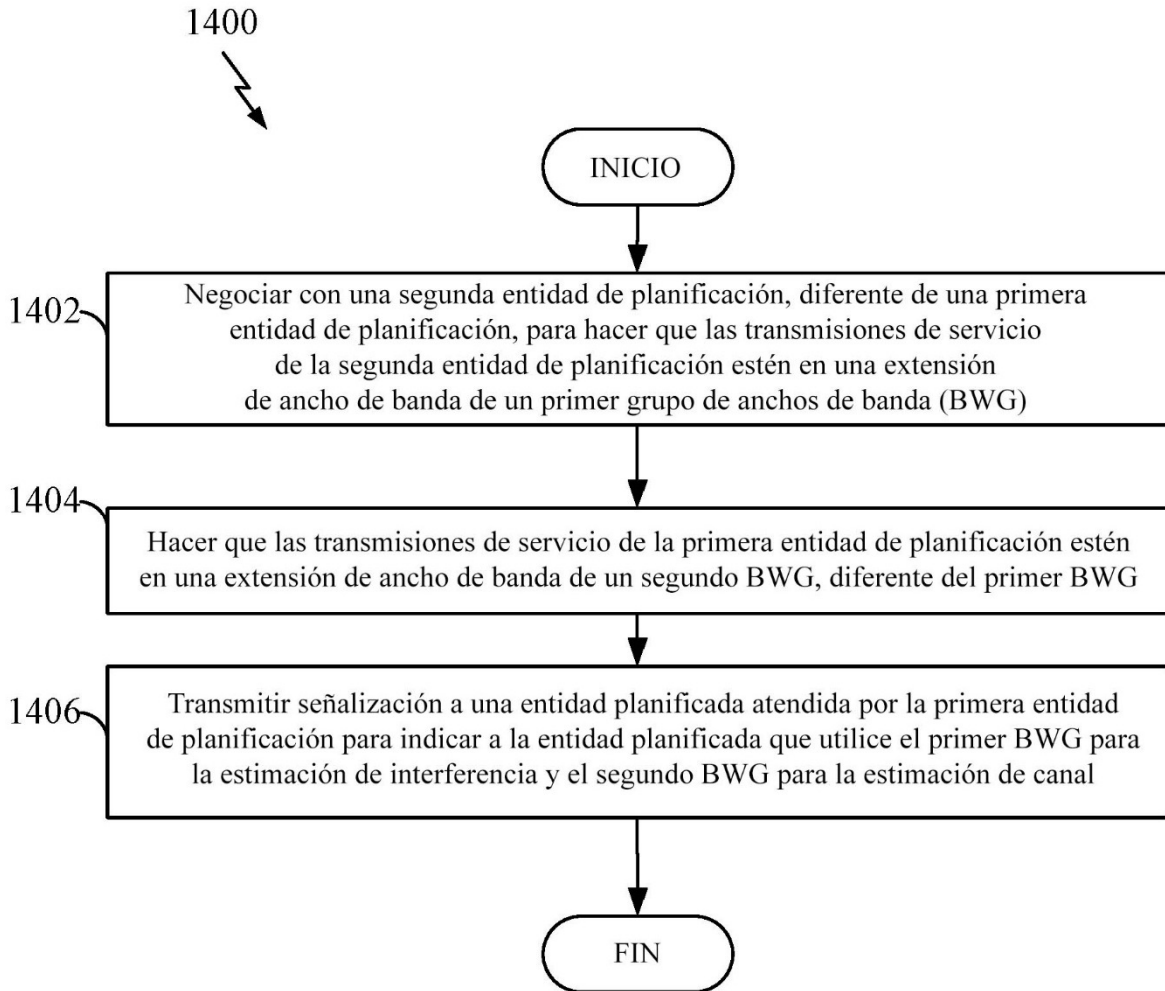 1400
INICIO
1402
Negociar con una segunda entidad de planificación, diferente de una primera
entidad de planificación, para hacer que las transmisiones de servicio
de la segunda entidad de planificación estén en una extensión
de ancho de banda de un primer grupo de anchos de banda (BWG)
1404
Hacer que las transmisiones de servicio de la primera entidad de planificación estén
en una extensión de ancho de banda de un segundo BWG, diferente del primer BWG
1406
Transmitir señalización a una entidad planificada atendida por la primera entidad
de planificación para indicar a la entidad planificada que utilice el primer BWG para
la estimación de interferencia y el segundo BWG para la estimación de canal
FIN